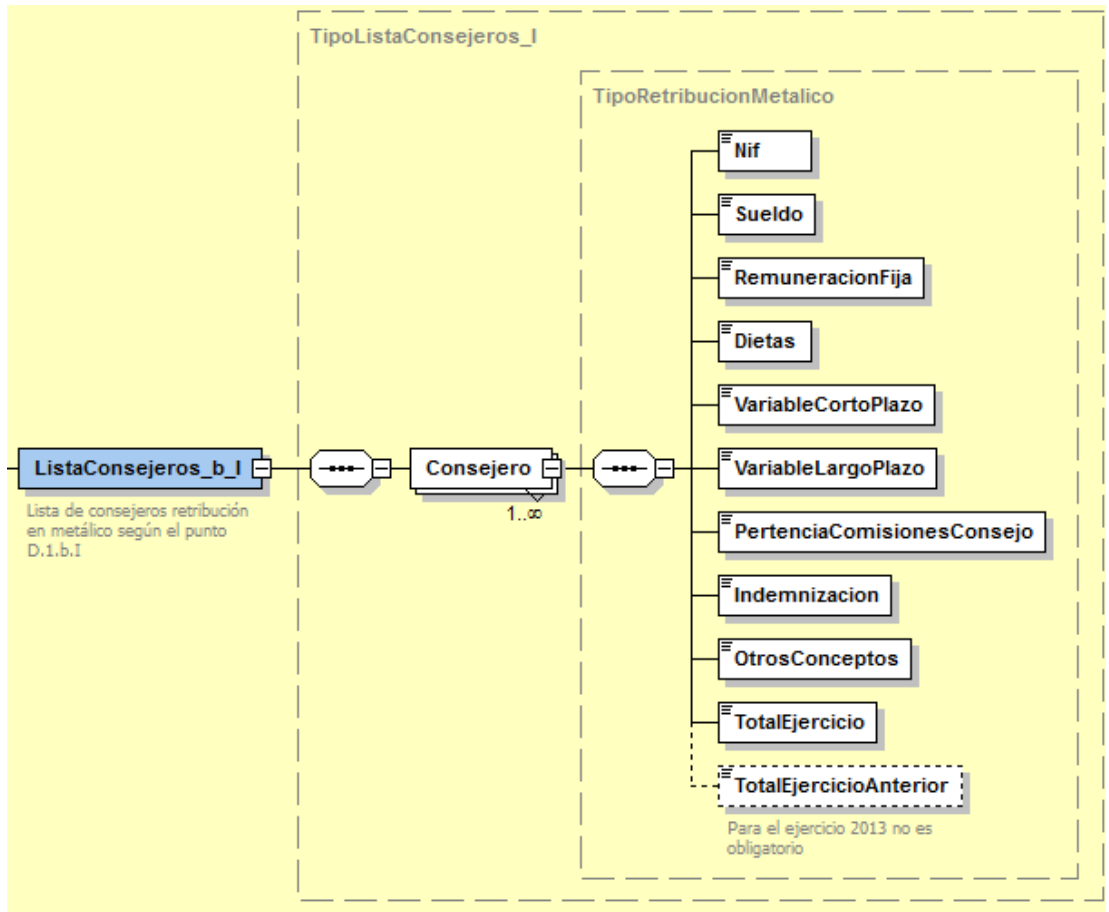 TipoListaConsejeros_I
TipoRetribucionMetalico
Nif
Sueldo
RemuneracionFija
Dietas
VariableCortoPlazo
ListaConsejeros_b_I
Consejero
VariableLargoPlazo
Lista de consejeros retribución
en metálico según el punto
D.1.b.I
1..∞
PertenciaComisionesConsejo
Indemnizacion
OtrosConceptos
TotalEjercicio
TotalEjercicioAnterior
Para el ejercicio 2013 no es
obligatorio